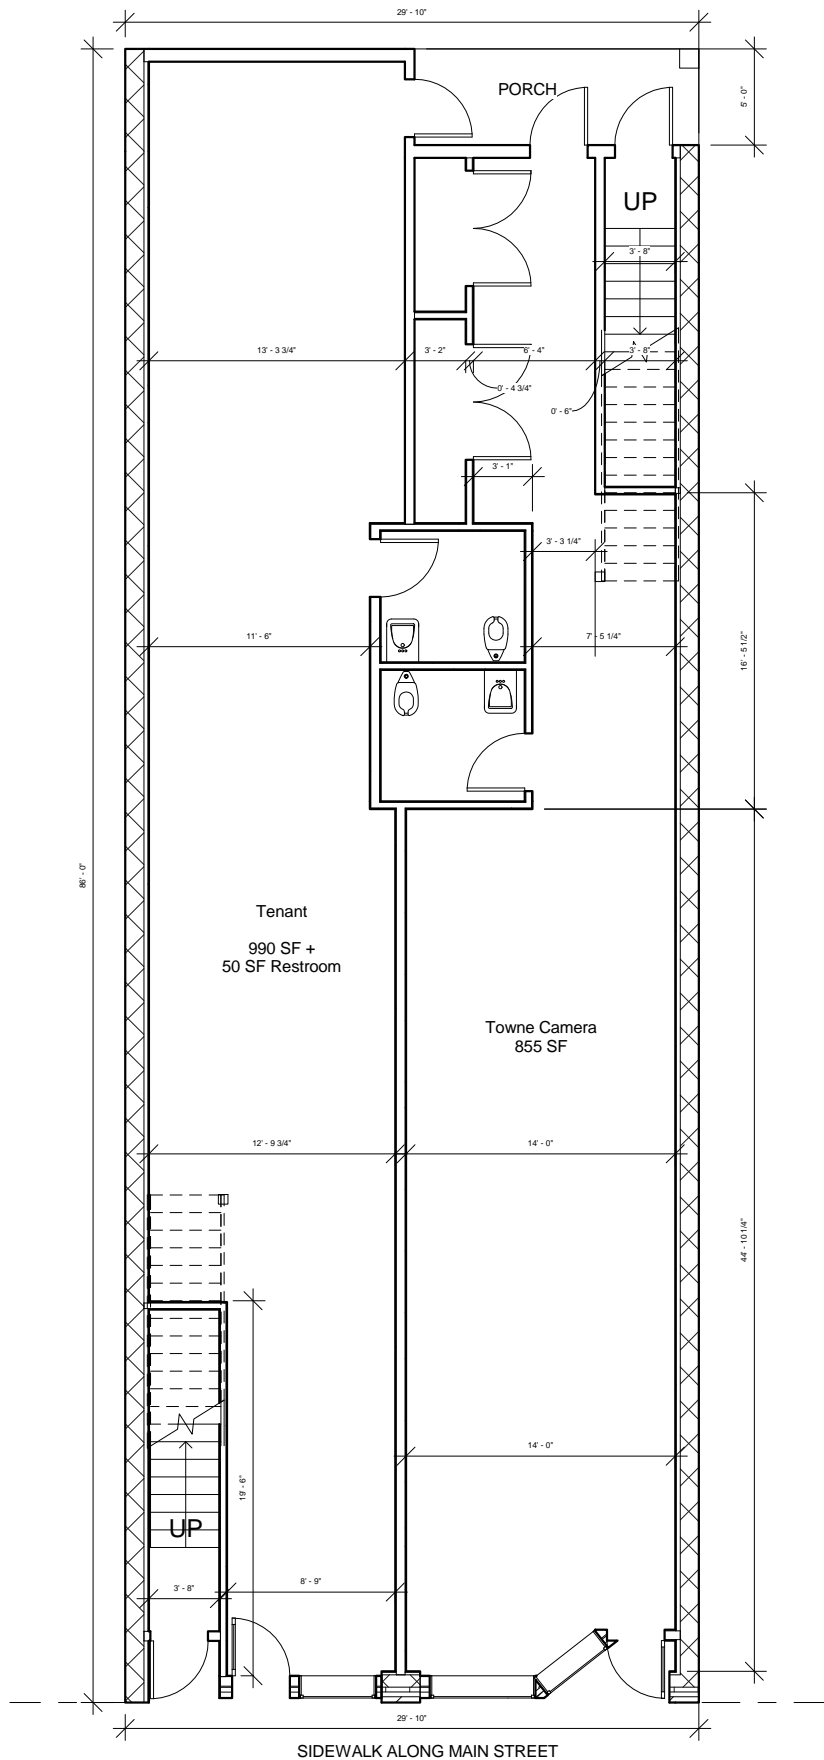 29' - 10"
PORCH
5' - 0"
UP
3' - 8"
13' - 3 3/4"
3' - 2"
6' - 4"
3' - 8"
0' - 4 3/4"
0' - 6"
3' - 1"
3' - 3 1/4"
11' - 6"
7' - 5 1/4"
16' - 5 1/2"
86' - 0"
Tenant
990 SF +
50 SF Restroom
Towne Camera
855 SF
12' - 9 3/4"
14' - 0"
44' - 10 1/4"
14' - 0"
19' - 6"
UP
3' - 8"
8' - 9"
29' - 10"
SIDEWALK ALONG MAIN STREET